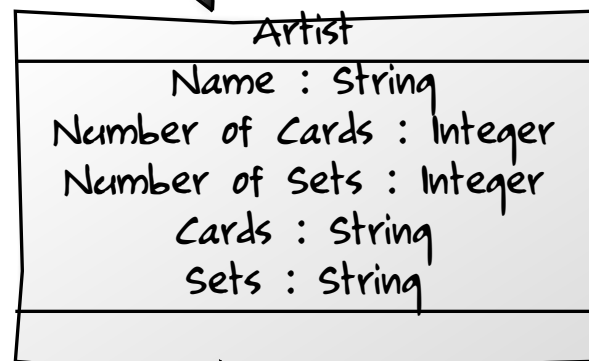 Artist
Name : String
Number of Cards : Integer
Number of Sets : Integer
Cards : String
Sets : String